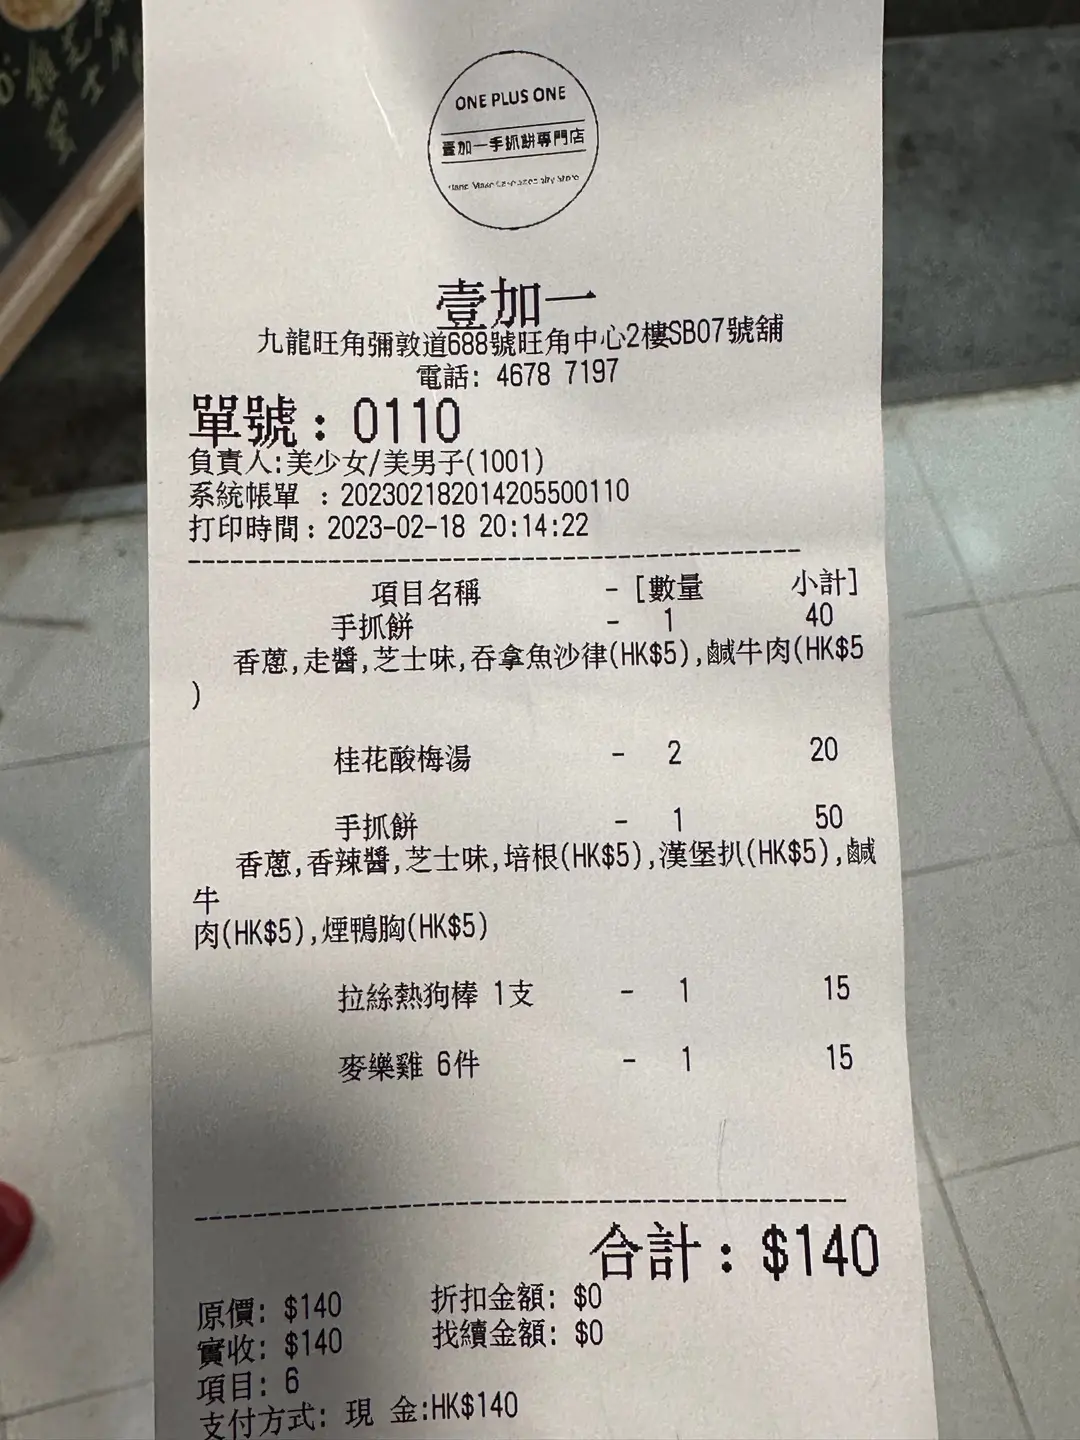 ONE PLUS ONE
壹加一手抓餅專門店
Store
壹加一
九龍旺角彌敦道688號旺角中心2樓SB07號舖
電話: 4678 7197
單號: 0110
負責人:美少女/美男子(1001)
系統帳單 :202302182014205500110
打印時間:2023-02-18 20:14:22
項目名稱 - [數量 小計]
手抓餅 - 1 40
香蔥,走醬,芝士味,吞拿魚沙律(HK$5),鹹牛肉(HK$5
)
桂花酸梅湯 - 2 20
手抓餅 - 1 50
香蔥,香辣醬,芝士味,培根(HK$5),漢堡扒(HK$5),鹹
牛
肉(HK$5),煙鴨胸(HK$5)
拉絲熱狗棒 1支 - 1 15
麥樂雞 6件 - 1 15
合計: $140
原價: $140 折扣金額: $0
實收: $140 找續金額: $0
項目: 6
支付方式: 現 金:HK$140